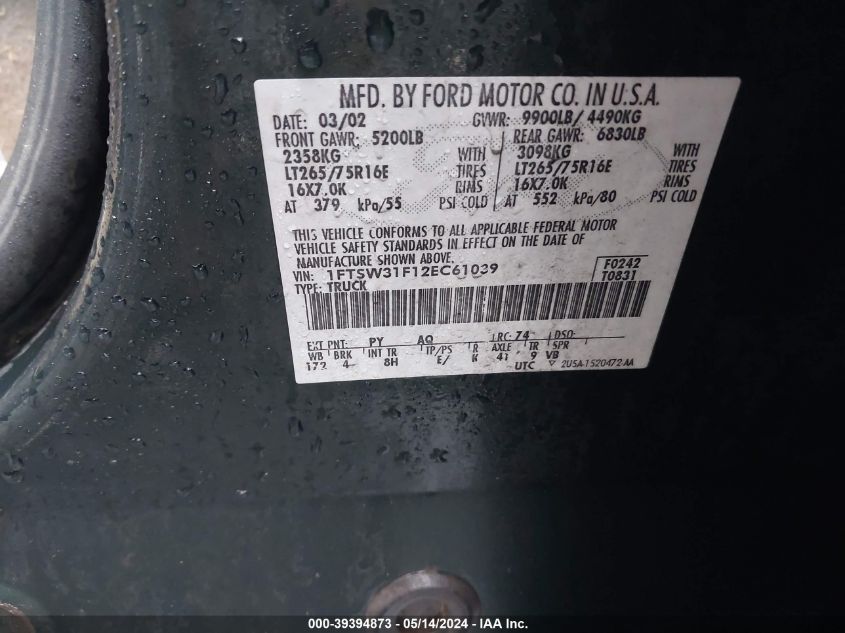 MFD. BY FORD MOTOR CO. IN U.S.A.
DATE: 03/02 GVWR: 9900LB/ 4490KG
FRONT GAWR: 5200LB REAR GAWR: 6830LB
2358KG WITH 3098KG WITH
LT265/75R16E TIRES LT265/75R16E TIRES
16X7.0K RIMS 16X7.0K RIMS
AT 379 kPa/55 PSI COLD AT 552 kPa/80 PSI COLD
THIS VEHICLE CONFORMS TO ALL APPLICABLE FEDERAL MOTOR
VEHICLE SAFETY STANDARDS IN EFFECT ON THE DATE OF
MANUFACTURE SHOWN ABOVE.
VIN: 1FTSW31F12EC61039 F0242
TYPE: TRUCK T0831
EXT PNT: PY AQ RC: 74 DSO:
WB BRK INT TR TP/PS R AXLE TR SPR
172 4 8H E/ K 41 9 VB
UTC ▽ 2U5A-1520472-AA
000-39394873 - 05/14/2024 - IAA Inc.